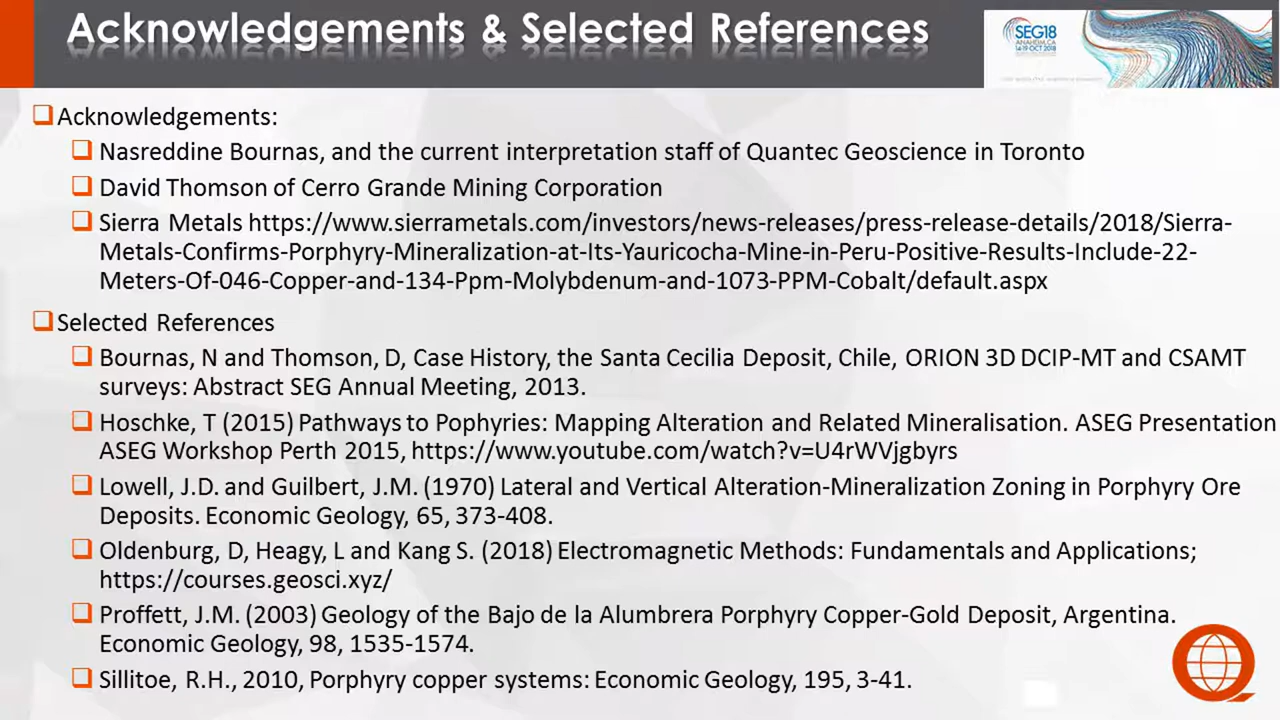 Acknowledgements & Selected References
SEG18
ANAHEIM, CA
14-19 OCT 2018
Acknowledgements:
Nasreddine Bournas, and the current interpretation staff of Quantec Geoscience in Toronto
David Thomson of Cerro Grande Mining Corporation
Sierra Metals https://www.sierrametals.com/investors/news-releases/press-release-details/2018/Sierra-
Metals-Confirms-Porphyry-Mineralization-at-Its-Yauricocha-Mine-in-Peru-Positive-Results-Include-22-
Meters-Of-046-Copper-and-134-Ppm-Molybdenum-and-1073-PPM-Cobalt/default.aspx
Selected References
Bournas, N and Thomson, D, Case History, the Santa Cecilia Deposit, Chile, ORION 3D DCIP-MT and CSAMT
surveys: Abstract SEG Annual Meeting, 2013.
Hoschke, T (2015) Pathways to Pophyries: Mapping Alteration and Related Mineralisation. ASEG Presentation
ASEG Workshop Perth 2015, https://www.youtube.com/watch?v=U4rWVjgbyrs
Lowell, J.D. and Guilbert, J.M. (1970) Lateral and Vertical Alteration-Mineralization Zoning in Porphyry Ore
Deposits. Economic Geology, 65, 373-408.
Oldenburg, D, Heagy, L and Kang S. (2018) Electromagnetic Methods: Fundamentals and Applications;
https://courses.geosci.xyz/
Proffett, J.M. (2003) Geology of the Bajo de la Alumbrera Porphyry Copper-Gold Deposit, Argentina.
Economic Geology, 98, 1535-1574.
Sillitoe, R.H., 2010, Porphyry copper systems: Economic Geology, 195, 3-41.